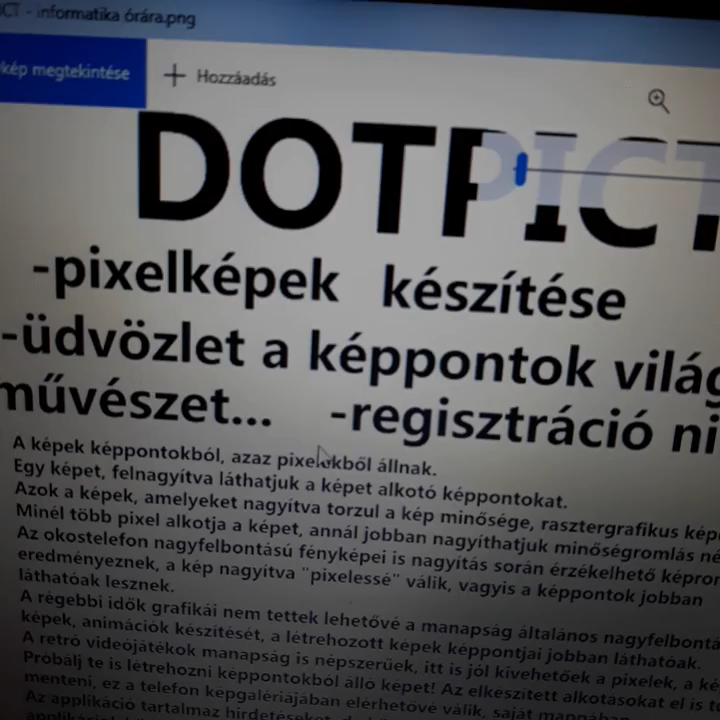 ICT - informatika órára.png
kép megtekintése
Hozzáadás
DOTPICT
-pixelképek készítése
-üdvözlet a képpontok világ
művészet... -regisztráció ni
A képek képpontokból, azaz pixelekből állnak.
Egy képet, felnagyítva láthatjuk a képet alkotó képpontokat.
Azok a képek, amelyeket nagyítva torzul a kép minősége, rasztergrafikus kép
Minél több pixel alkotja a képet, annál jobban nagyíthatjuk minőségromlás né
Az okostelefon nagyfelbontású fényképei is nagyítás során érzékelhető képror
eredményeznek, a kép nagyítva "pixelessé" válik, vagyis a képpontok jobban
láthatóak lesznek.
A régebbi idők grafikái nem tettek lehetővé a manapság általános nagyfelbontá
képek, animációk készítését, a létrehozott képek képpontjai jobban láthatóak.
A retró videójátékok manapság is népszerűek, itt is jól kivehetőek a pixelek, a ké
Próbálj te is létrehozni képpontokból álló képet! Az elkészített alkotásokat el is t
menteni, ez a telefon képgalériájában elérhetővé válik, saját mappában
Az applikáció tartalmaz hirdetéseket, de